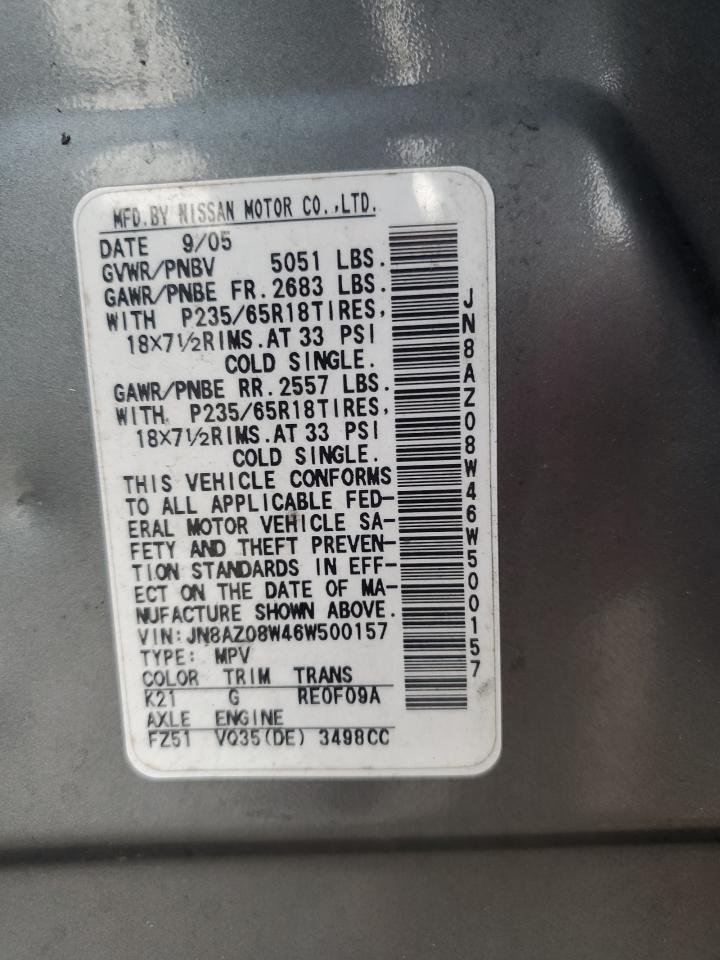 MFD.BY NISSAN MOTOR CO.,LTD.
DATE 9/05
GVWR/PNBV 5051 LBS.
GAWR/PNBE FR.2683 LBS.
WITH P235/65R18TIRES,
18X7½RIMS.AT 33 PSI
COLD SINGLE.
GAWR/PNBE RR.2557 LBS.
WITH. P235/65R18TIRES,
18X7½RIMS.AT 33 PSI
COLD SINGLE.
THIS VEHICLE CONFORMS
TO ALL APPLICABLE FED-
ERAL MOTOR VEHICLE SA-
FETY AND THEFT PREVEN-
TION STANDARDS IN EFF-
ECT ON THE DATE OF MA-
NUFACTURE SHOWN ABOVE.
VIN:JN8AZ08W46W500157
TYPE: MPV
COLOR TRIM TRANS
K21 G RE0F09A
AXLE ENGINE
FZ51 VQ35(DE) 3498CC
JN8AZ08W46W500157